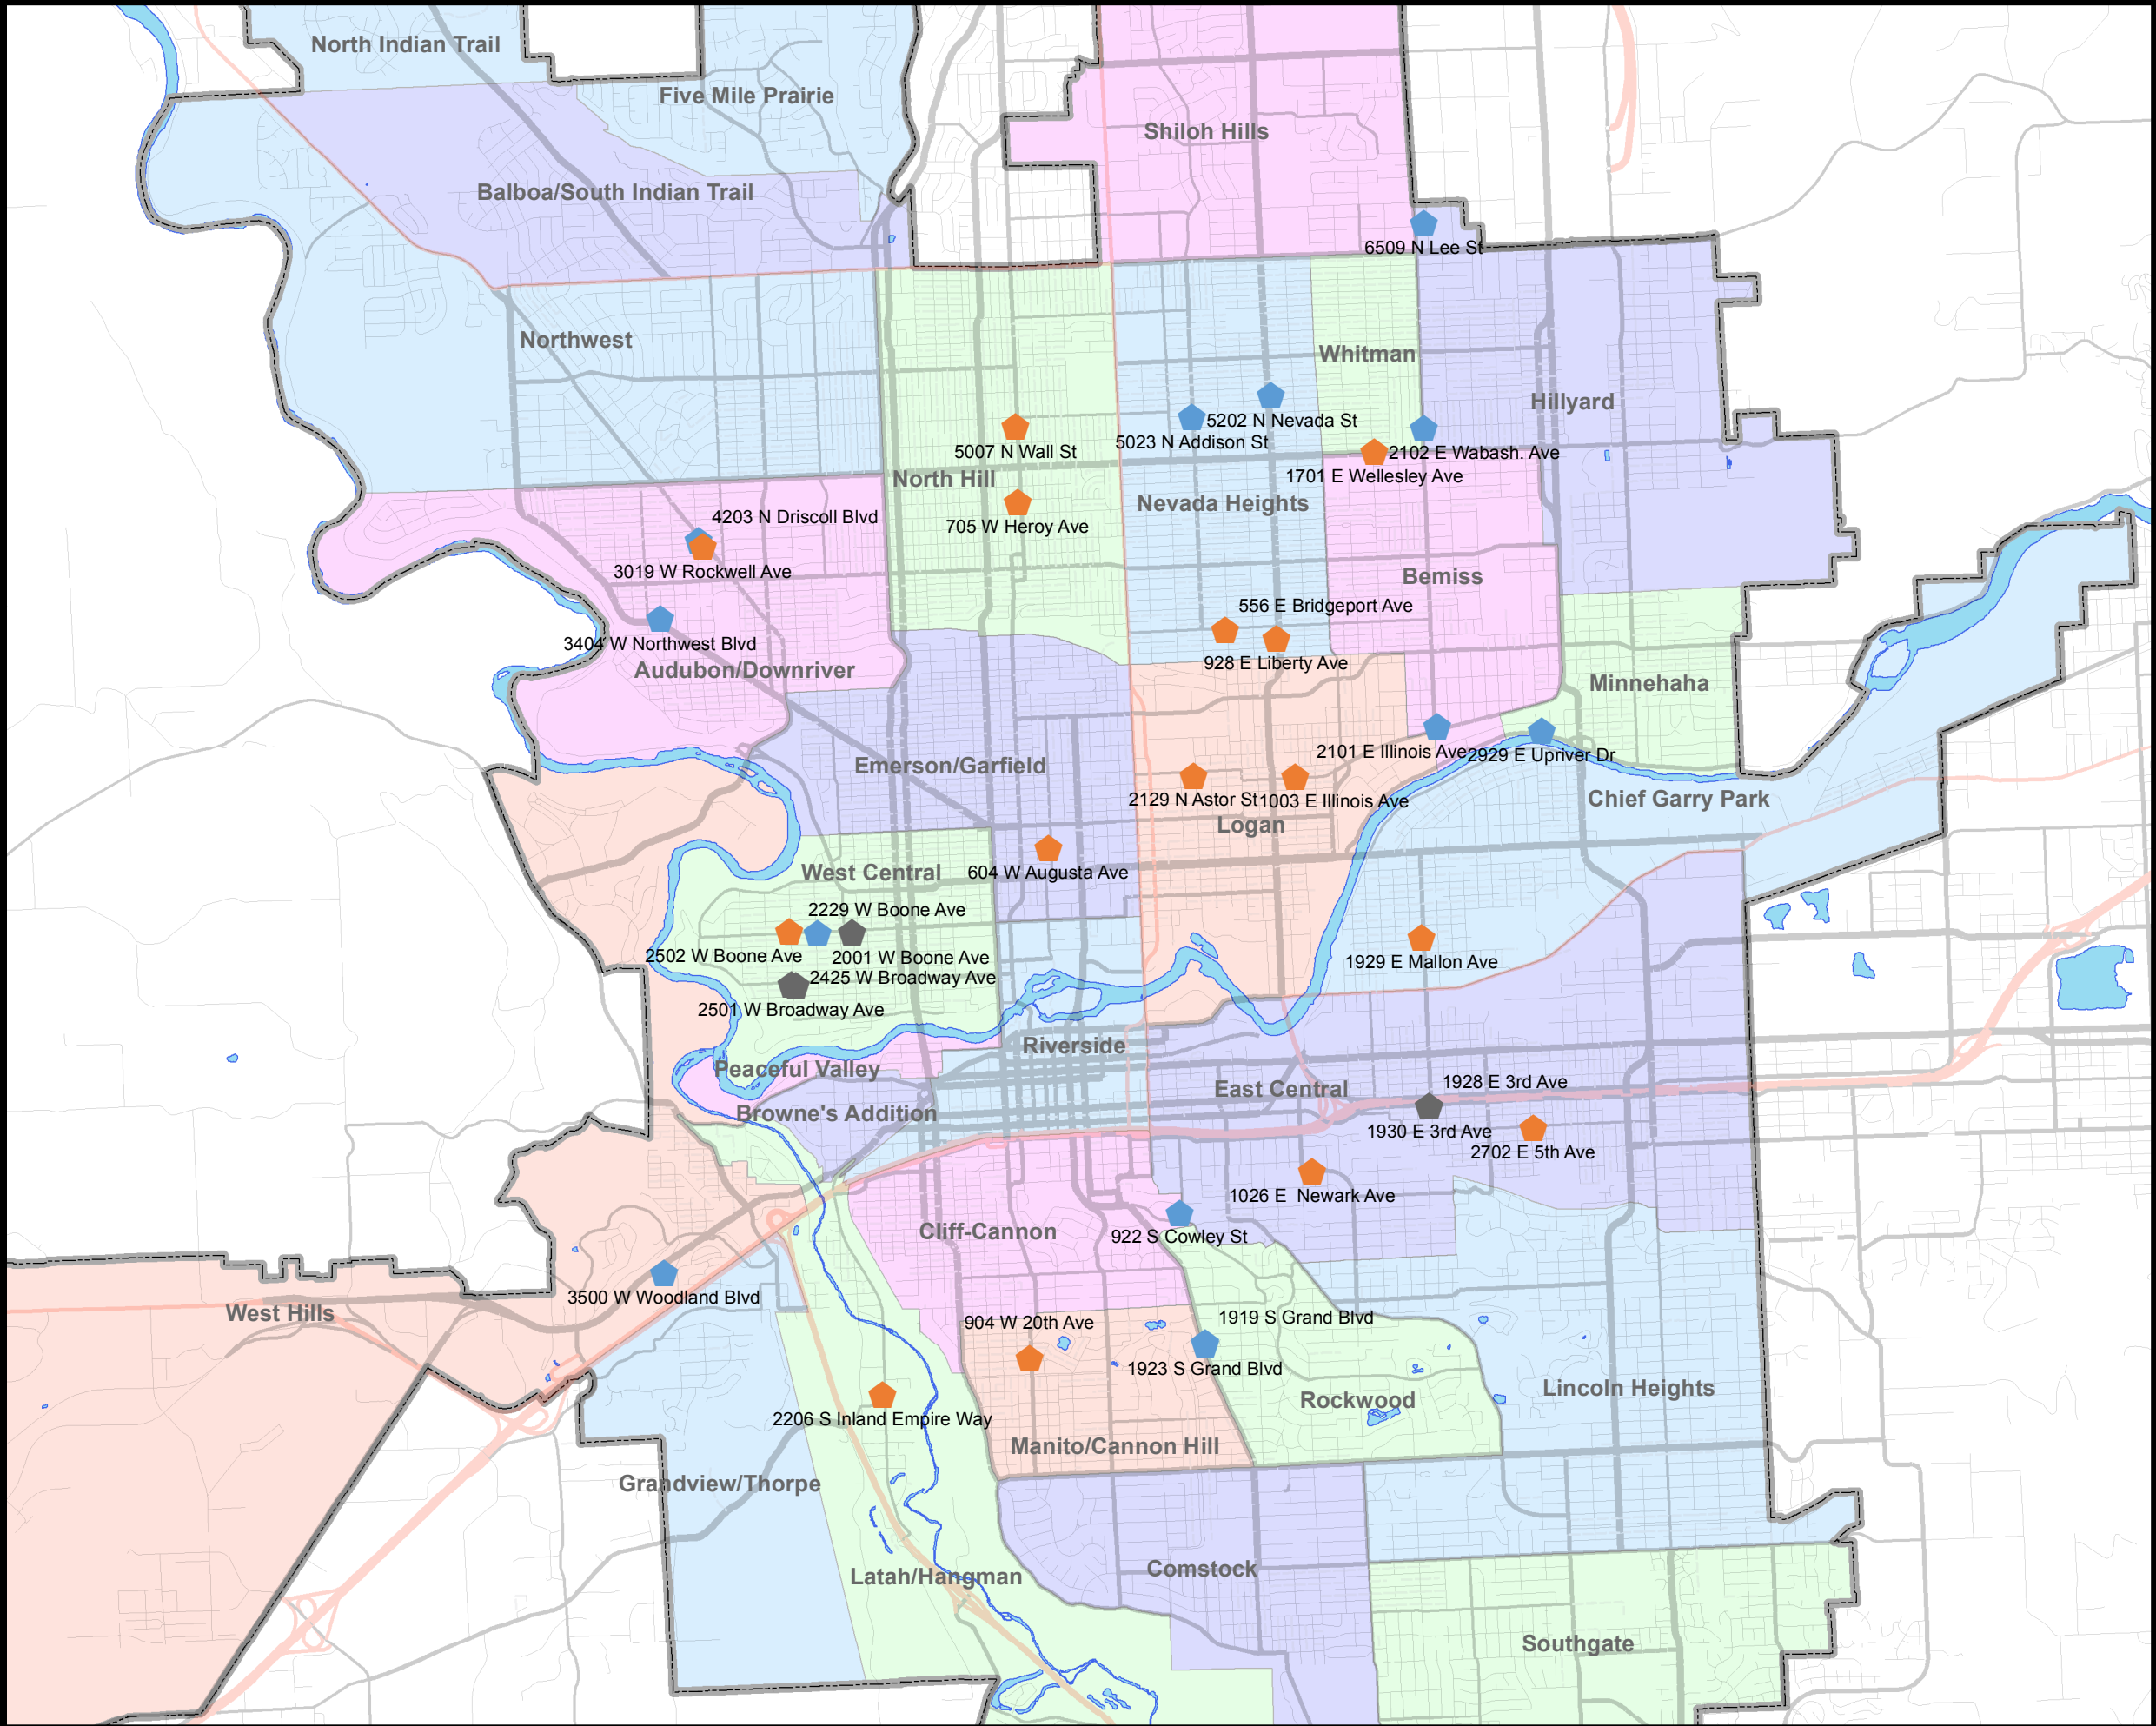 North Indian Trail
Five Mile Prairie
Shiloh Hills
Balboa/South Indian Trail
6509 N Lee St
Northwest
Whitman
Hillyard
5202 N Nevada St
5023 N Addison St
5007 N Wall St
2102 E Wabash. Ave
1701 E Wellesley Ave
North Hill
Nevada Heights
4203 N Driscoll Blvd
705 W Heroy Ave
3019 W Rockwell Ave
Bemiss
556 E Bridgeport Ave
3404 W Northwest Blvd
928 E Liberty Ave
Audubon/Downriver
Minnehaha
2101 E Illinois Ave
2929 E Upriver Dr
Emerson/Garfield
2129 N Astor St
1003 E Illinois Ave
Chief Garry Park
Logan
West Central
604 W Augusta Ave
2229 W Boone Ave
2502 W Boone Ave
2001 W Boone Ave
1929 E Mallon Ave
2425 W Broadway Ave
2501 W Broadway Ave
Riverside
Peaceful Valley
East Central
1928 E 3rd Ave
Browne's Addition
1930 E 3rd Ave
2702 E 5th Ave
1026 E  Newark Ave
Cliff-Cannon
922 S Cowley St
3500 W Woodland Blvd
West Hills
904 W 20th Ave
1919 S Grand Blvd
1923 S Grand Blvd
Lincoln Heights
Rockwood
2206 S Inland Empire Way
Manito/Cannon Hill
Grandview/Thorpe
Comstock
Latah/Hangman
Southgate